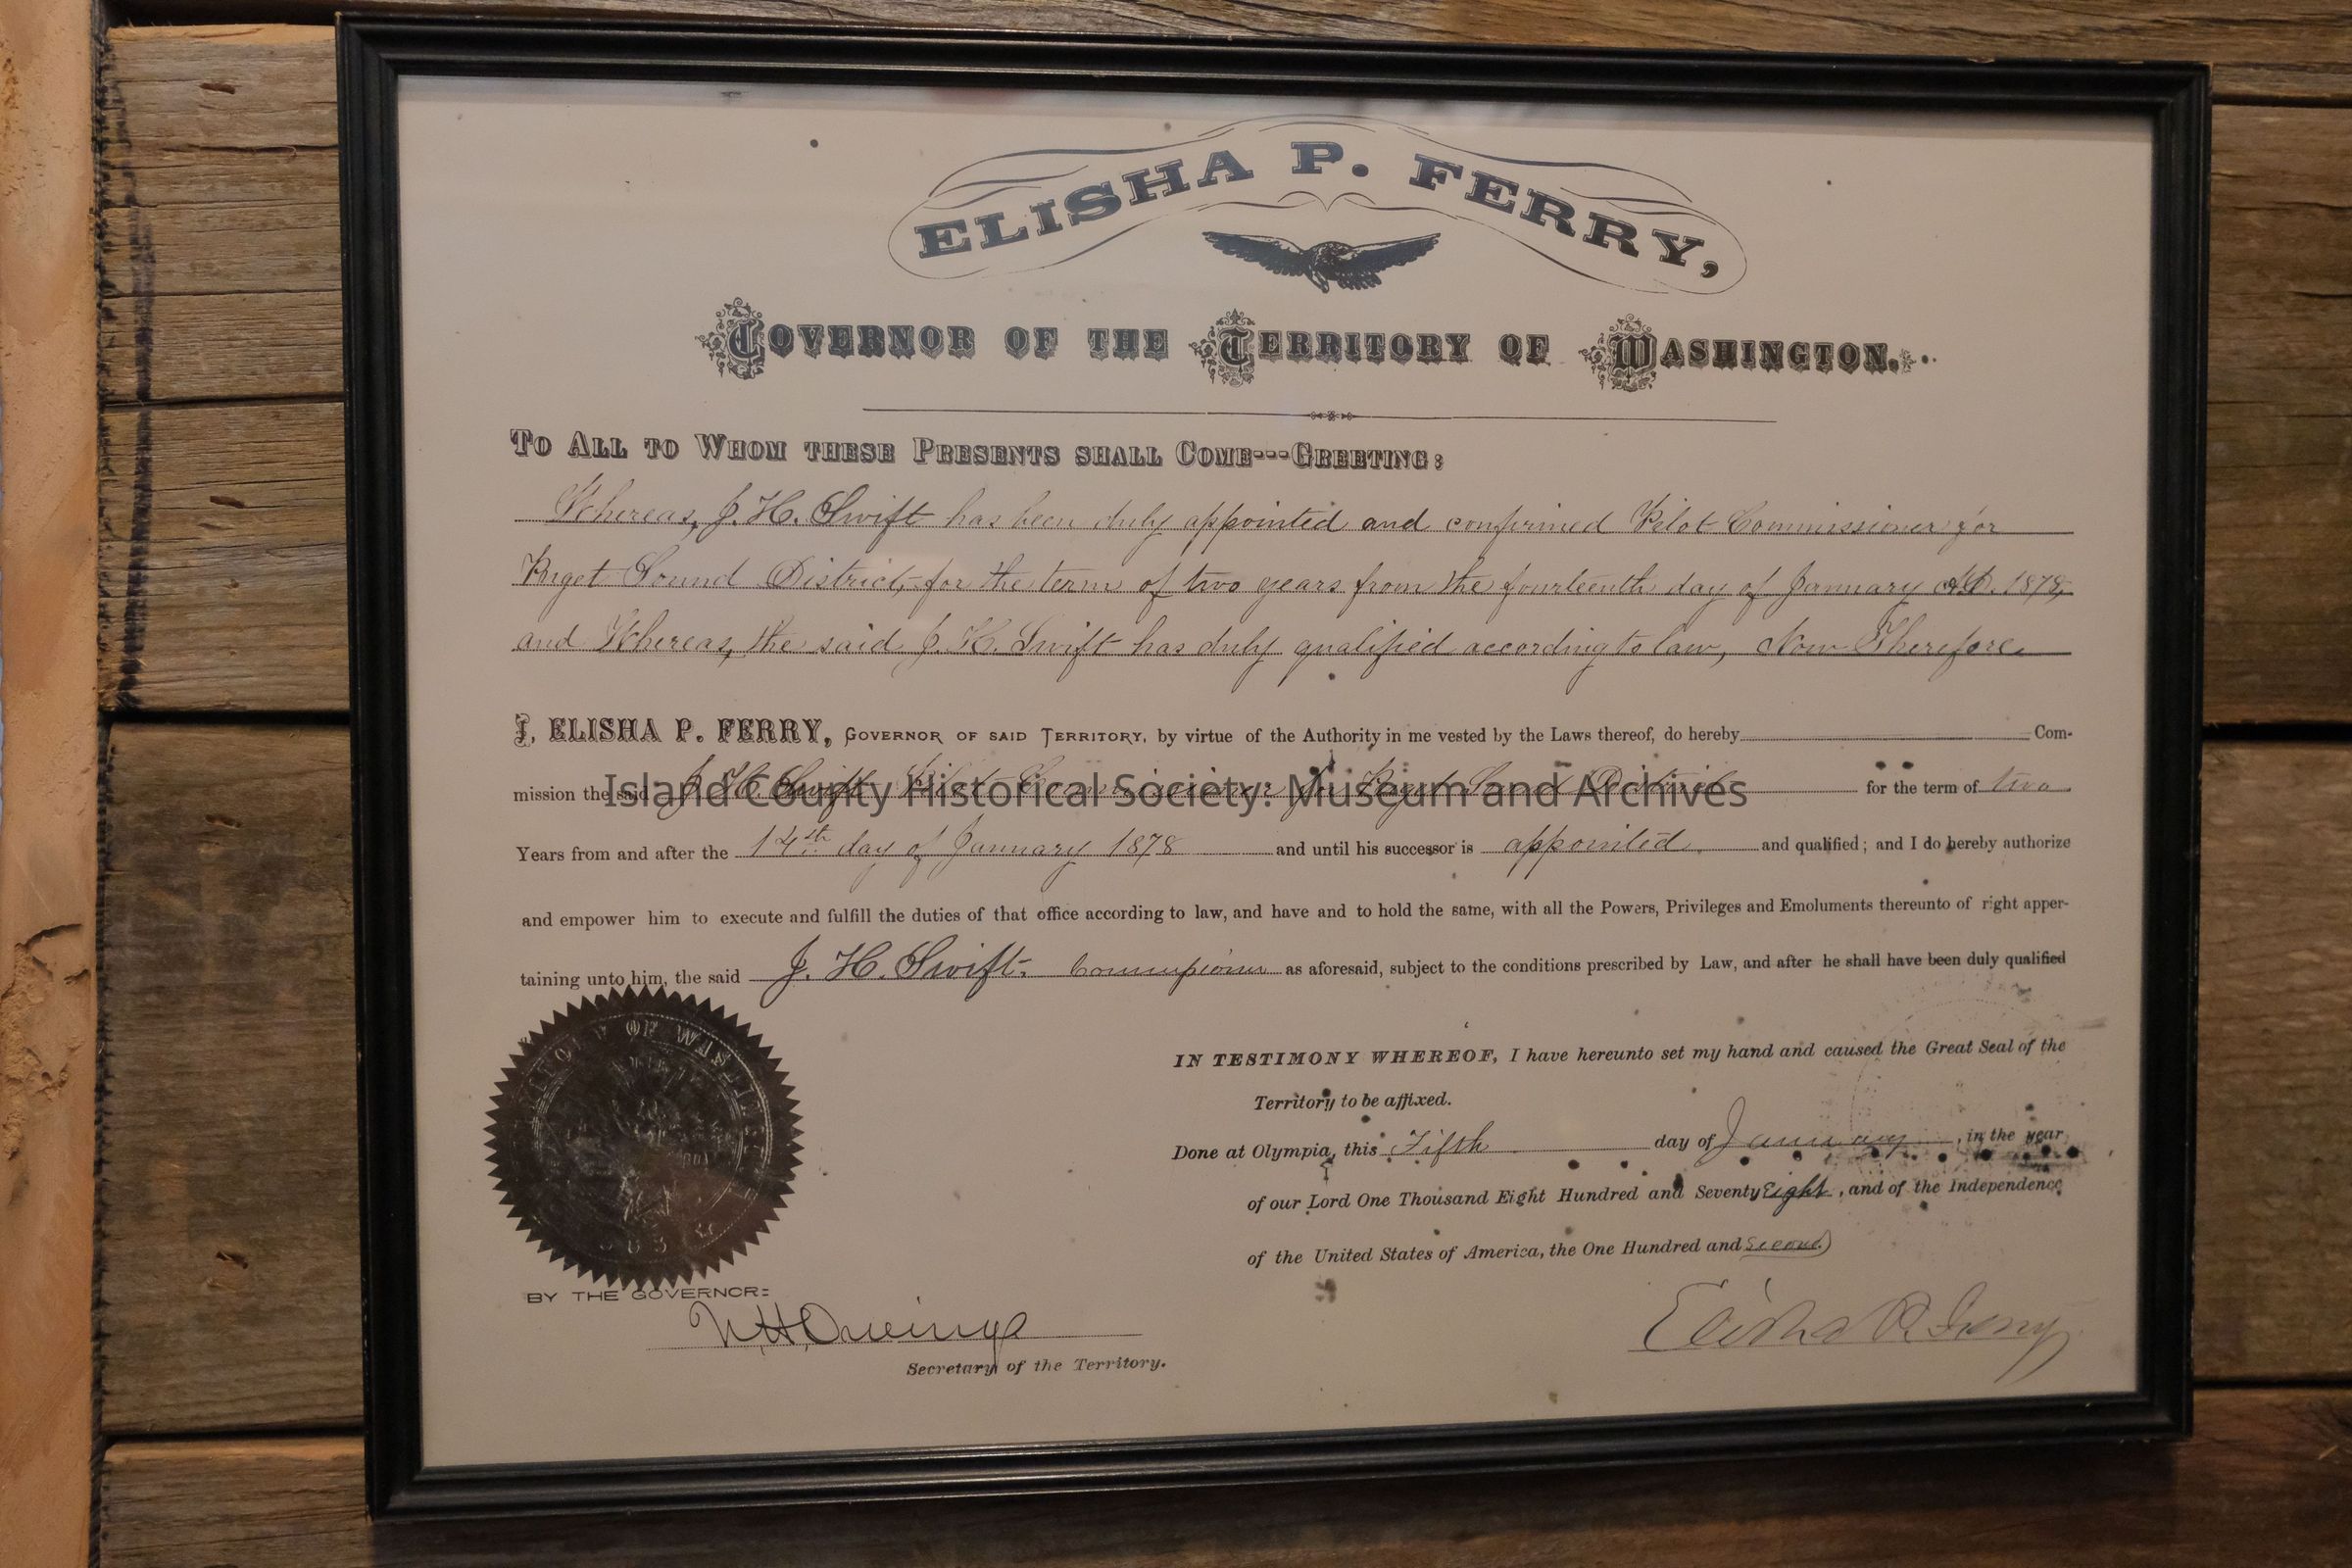 ELISHA P. FERRY,
GOVERNOR OF THE TERRITORY OF WASHINGTON.
TO ALL TO WHOM THESE PRESENTS SHALL COME---GREETING:
Whereas, J. H. Swift has been duly appointed and confirmed Pilot Commissioner for
Puget Sound District, for the term of two years from the fourteenth day of January A.D. 1878,
and Whereas, the said J. H. Swift has duly qualified according to law, Now Therefore
I, ELISHA P. FERRY, GOVERNOR OF SAID TERRITORY, by virtue of the Authority in me vested by the Laws thereof, do hereby Com-
mission the said J. H. Swift Pilot Commissioner for Puget Sound District for the term of two
Island County Historical Society: Museum and Archives
Years from and after the 14th day of January 1878 and until his successor is appointed and qualified; and I do hereby authorize
and empower him to execute and fulfill the duties of that office according to law, and have and to hold the same, with all the Powers, Privileges and Emoluments thereunto of right apper-
taining unto him, the said J. H. Swift. Commissioner as aforesaid, subject to the conditions prescribed by Law, and after he shall have been duly qualified
IN TESTIMONY WHEREOF, I have hereunto set my hand and caused the Great Seal of the
Territory to be affixed.
Done at Olympia, this Fifth day of January, in the year
of our Lord One Thousand Eight Hundred and Seventy Eight, and of the Independence
of the United States of America, the One Hundred and Second
BY THE GOVERNOR:
N. H. Owings
Secretary of the Territory.
Elisha P. Ferry